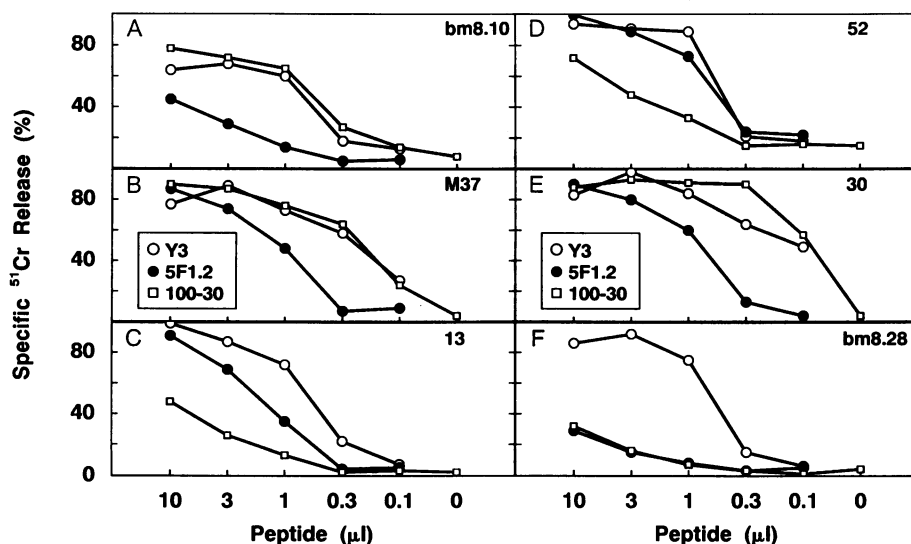 A bm8.10
D 52
80
40
B M37
E 30
80
40
Y3
5F1.2
100-30
Y3
5F1.2
100-30
C 13
F bm8.28
80
40
0
10 3 1 0.3 0.1 0
10 3 1 0.3 0.1 0
Peptide (μl)
Peptide (μl)
Specific ⁵¹Cr Release (%)